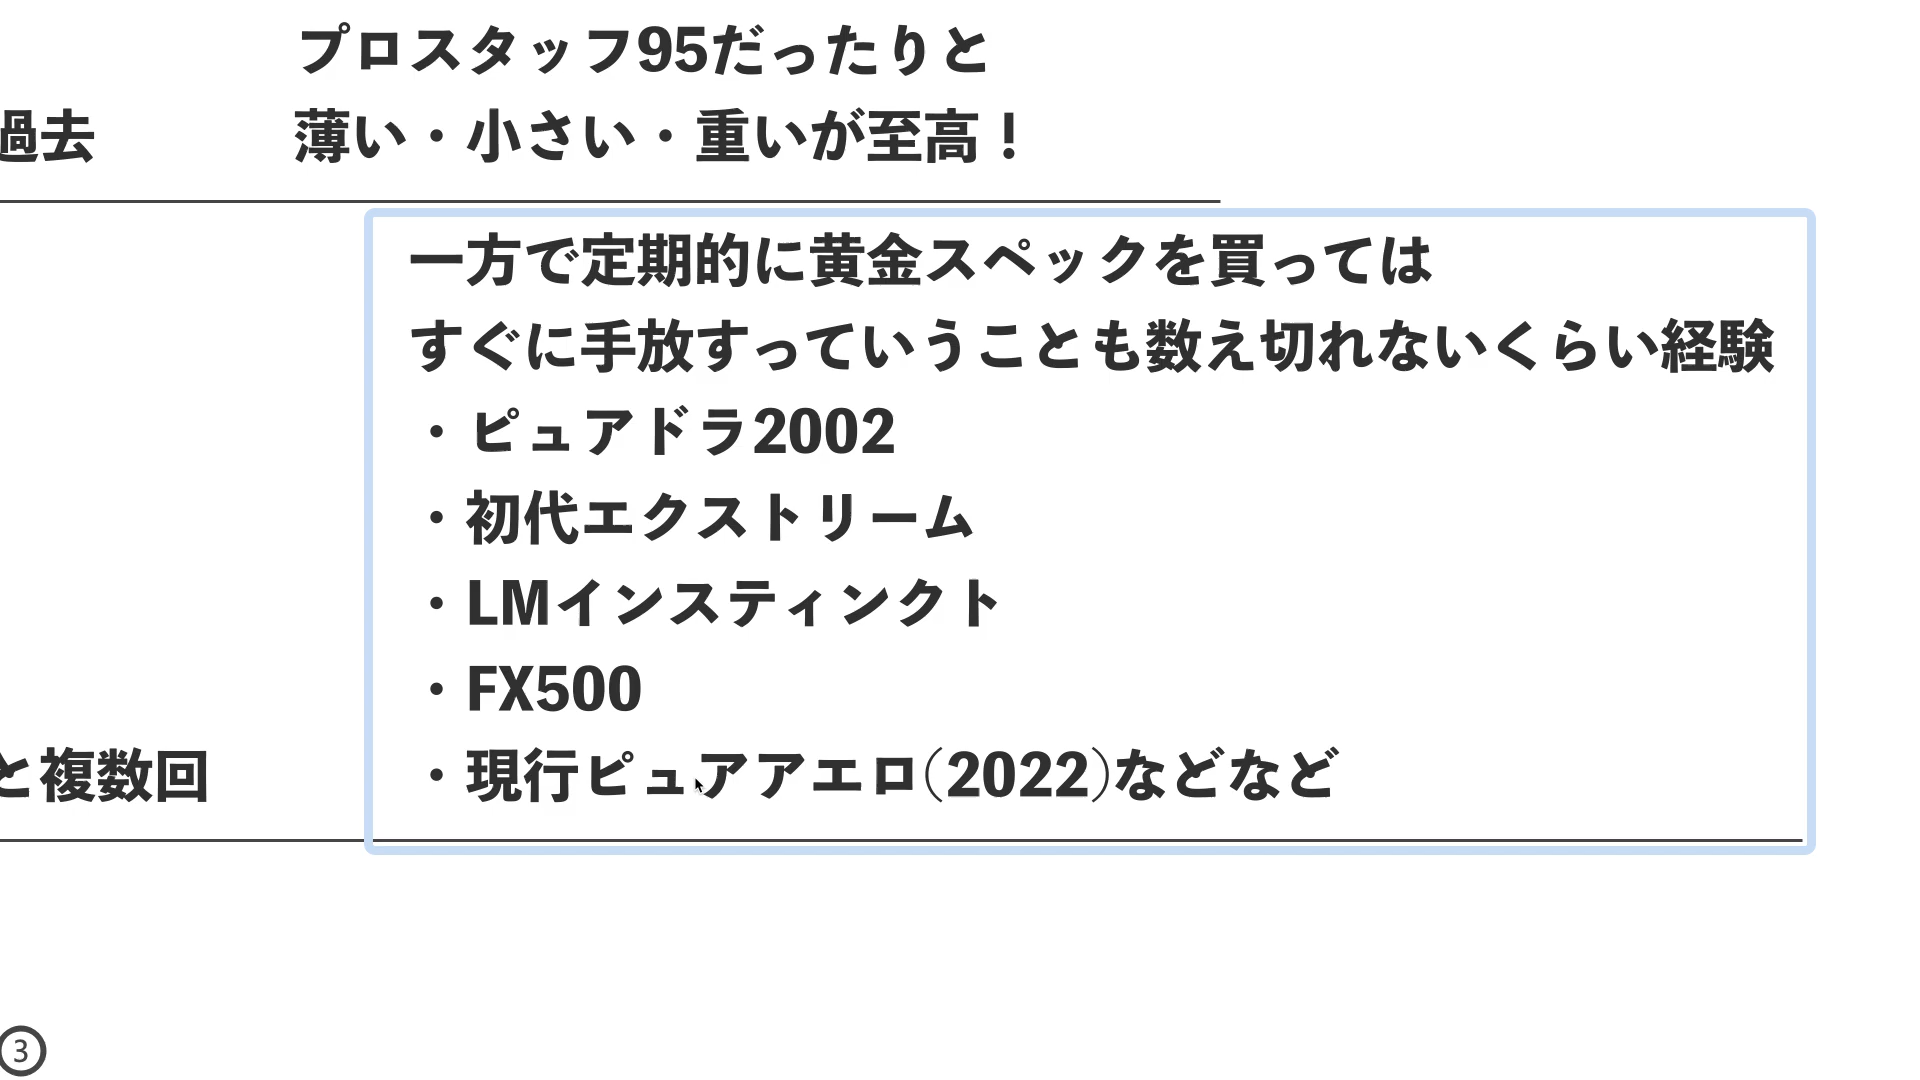 プロスタッフ95だったりと
過去
薄い・小さい・重いが至高！
一方で定期的に黄金スペックを買っては
すぐに手放すっていうことも数え切れないくらい経験
・ピュアドラ2002
・初代エクストリーム
・LMインスティンクト
・FX500
・現行ピュアアエロ(2022)などなど
と複数回
③